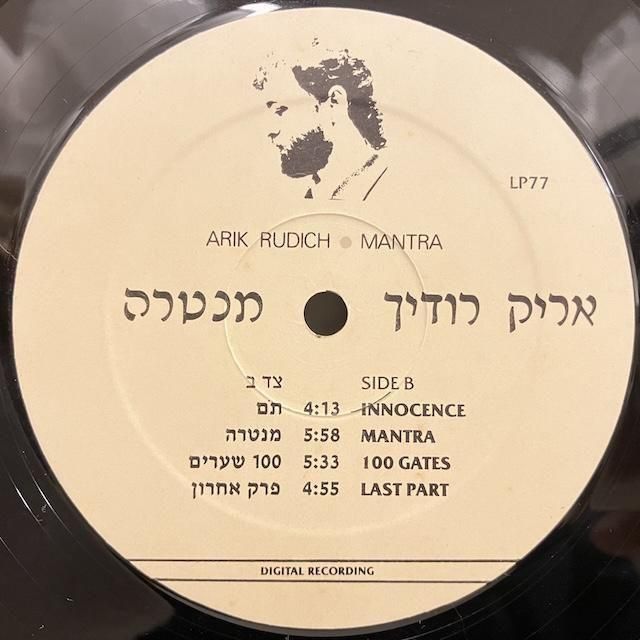 LP77
ARIK RUDICH • MANTRA
אריק רודיך מנטרה
צד ב SIDE B
תם 4:13 INNOCENCE
מנטרה 5:58 MANTRA
100 שערים 5:33 100 GATES
פרק אחרון 4:55 LAST PART
DIGITAL RECORDING